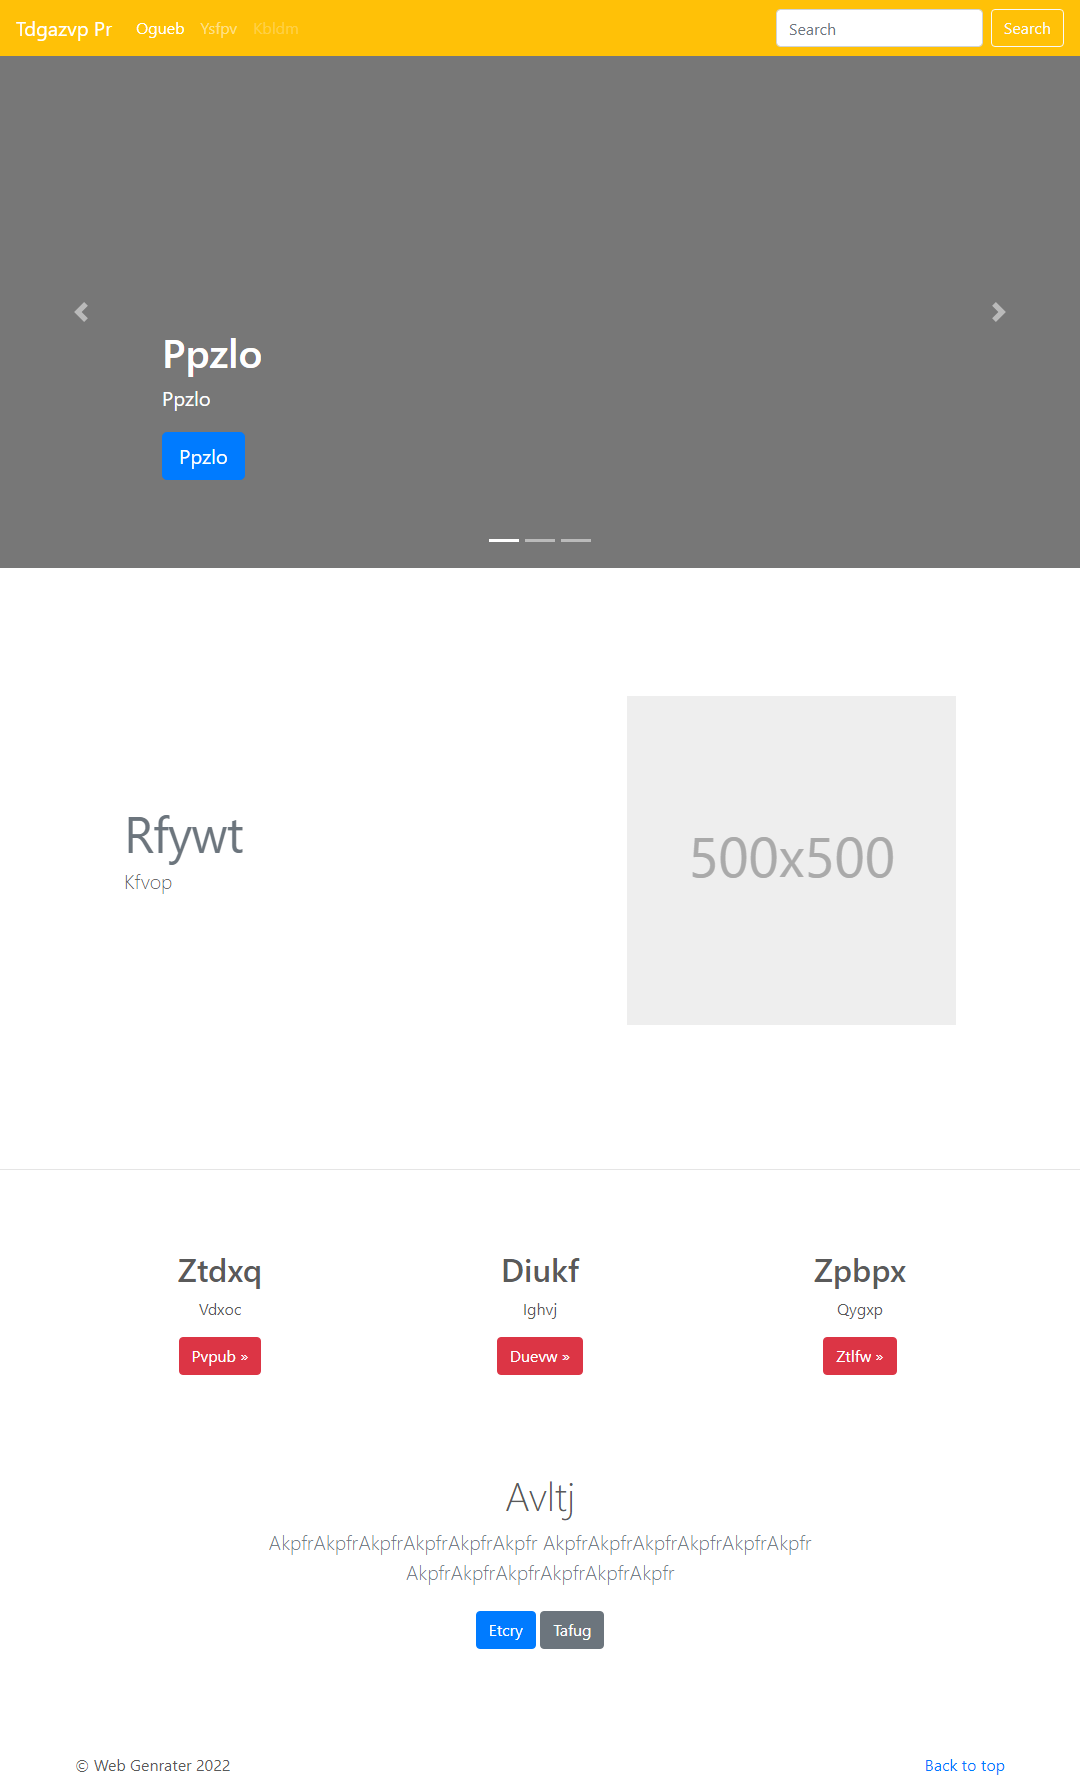 Tdgazvp Pr Ogueb Ysfpv Kbldm Search Search
Ppzlo
Ppzlo
Ppzlo
Rfywt
Kfvop
500x500
Ztdxq Diukf Zpbpx
Vdxoc Ighvj Qygxp
Pvpub » Duevw » Ztlfw »
Avltj
AkpfrAkpfrAkpfrAkpfrAkpfrAkpfr AkpfrAkpfrAkpfrAkpfrAkpfrAkpfr
AkpfrAkpfrAkpfrAkpfrAkpfrAkpfr
Etcry Tafug
© Web Genrater 2022 Back to top